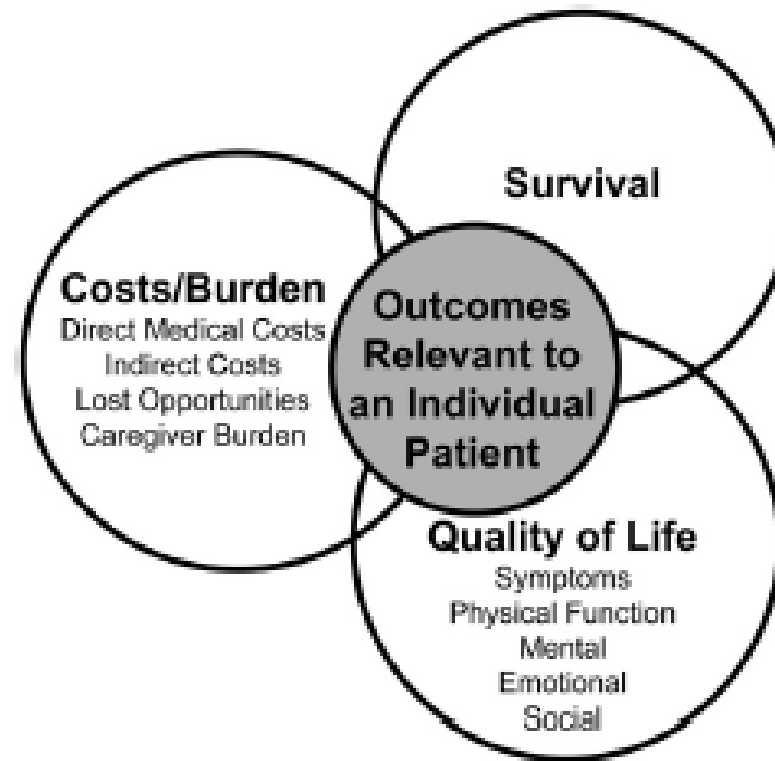 Survival
Costs/Burden
Direct Medical Costs
Indirect Costs
Lost Opportunities
Caregiver Burden
Outcomes
Relevant to
an Individual
Patient
Quality of Life
Symptoms
Physical Function
Mental
Emotional
Social